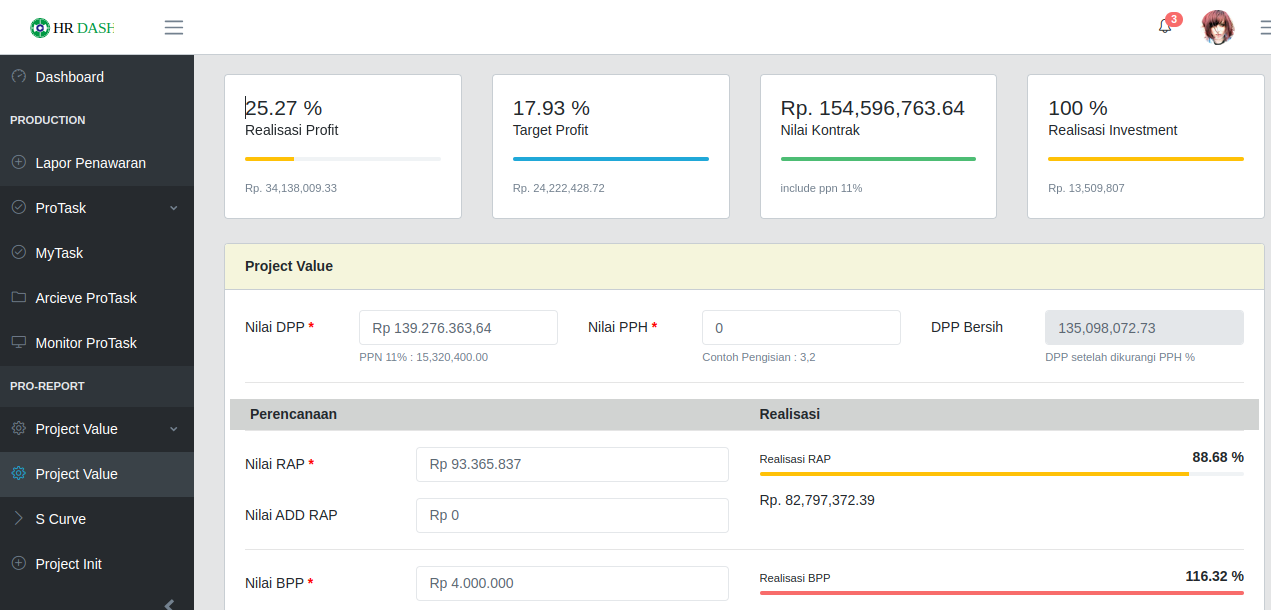 HR DASH
3
Dashboard
PRODUCTION
Lapor Penawaran
ProTask
MyTask
Arcieve ProTask
Monitor ProTask
PRO-REPORT
Project Value
Project Value
S Curve
Project Init
25.27 %
Realisasi Profit
Rp. 34,138,009.33
17.93 %
Target Profit
Rp. 24,222,428.72
Rp. 154,596,763.64
Nilai Kontrak
include ppn 11%
100 %
Realisasi Investment
Rp. 13,509,807
Project Value
Nilai DPP *
Rp 139.276.363,64
PPN 11% : 15,320,400.00
Nilai PPH *
0
Contoh Pengisian : 3,2
DPP Bersih
135,098,072.73
DPP setelah dikurangi PPH %
Perencanaan
Realisasi
Nilai RAP *
Rp 93.365.837
Realisasi RAP
88.68 %
Rp. 82,797,372.39
Nilai ADD RAP
Rp 0
Nilai BPP *
Rp 4.000.000
Realisasi BPP
116.32 %